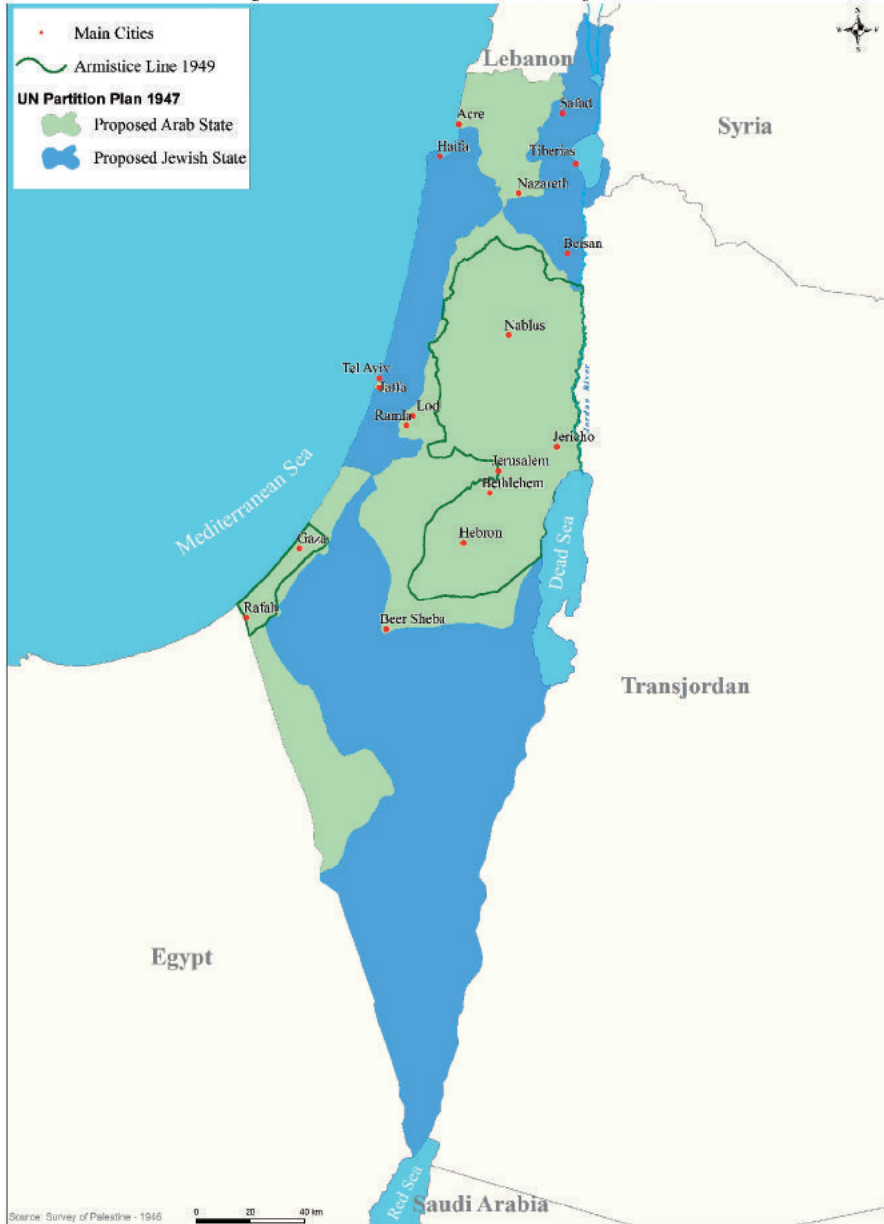 Main Cities
Armistice Line 1949
UN Partition Plan 1947
Proposed Arab State
Proposed Jewish State
N
W
E
S
Lebanon
Safad
Acre
Syria
Haifa
Tiberias
Nazareth
Beisan
Nablus
Tel Aviv
Jaffa
Jordan River
Lod
Ramla
Jericho
Jerusalem
Bethlehem
Mediterranean Sea
Gaza
Hebron
Dead Sea
Rafah
Beer Sheba
Transjordan
Egypt
Red Sea
Saudi Arabia
Source: Survey of Palestine - 1946
0 20 40 km